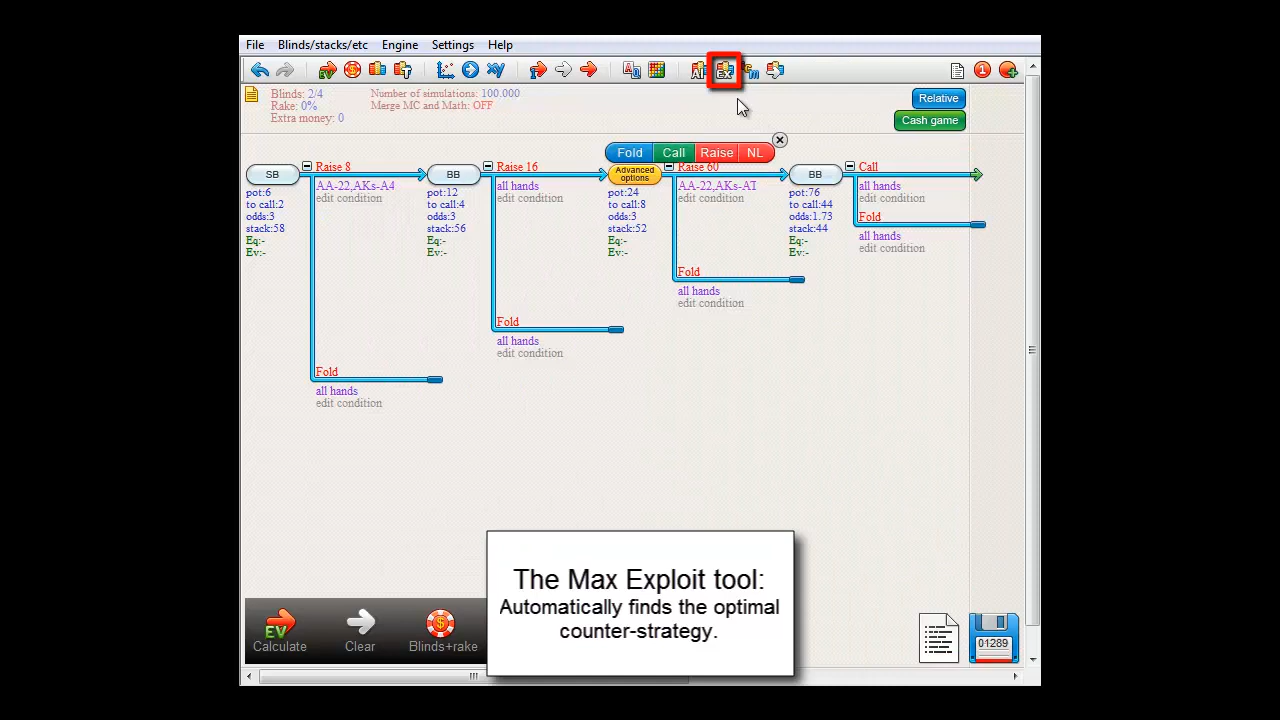 File Blinds/stacks/etc Engine Settings Help
EV AI EX
Blinds: 2/4
Rake: 0%
Extra money: 0
Number of simulations: 100.000
Merge MC and Math: OFF
Relative
Cash game
Fold Call Raise NL
SB
Raise 8
AA-22,AKs-A4
edit condition
pot:6
to call:2
odds:3
stack:58
Eq:-
Ev:-
Fold
all hands
edit condition
BB
Raise 16
all hands
edit condition
pot:12
to call:4
odds:3
stack:56
Eq:-
Ev:-
Fold
all hands
edit condition
Advanced
options
Raise 60
AA-22,AKs-AT
edit condition
pot:24
to call:8
odds:3
stack:52
Eq:-
Ev:-
Fold
all hands
edit condition
BB
Call
all hands
edit condition
pot:76
to call:44
odds:1.73
stack:44
Eq:-
Ev:-
Fold
all hands
edit condition
The Max Exploit tool:
Automatically finds the optimal
counter-strategy.
EV
Calculate Clear Blinds+rake
01289